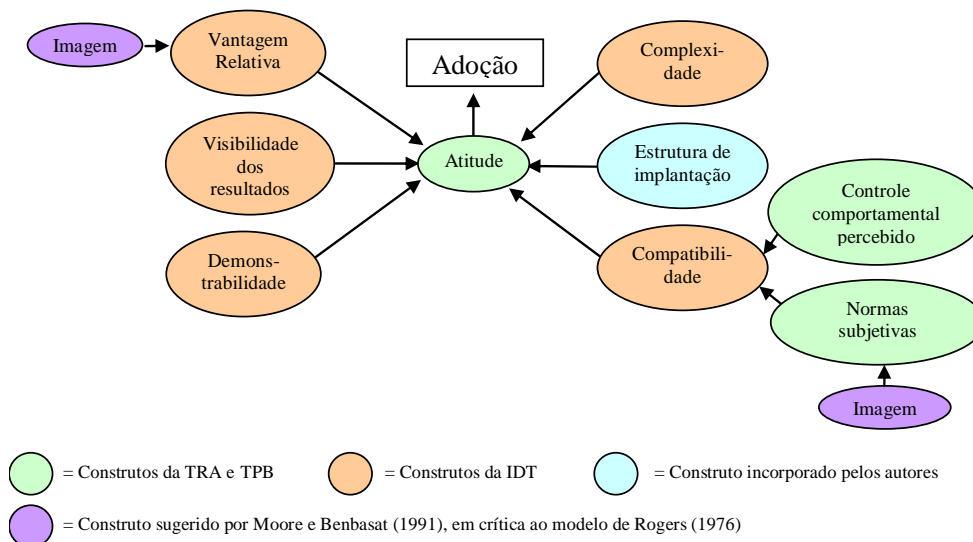 Imagem
Vantagem
Relativa
Adoção
Complexi-
dade
Visibilidade
dos
resultados
Atitude
Estrutura de
implantação
Controle
comportamental
percebido
Demons-
trabilidade
Compatibili-
dade
Normas
subjetivas
Imagem
= Construtos da TRA e TPB
= Construtos da IDT
= Construto incorporado pelos autores
= Construto sugerido por Moore e Benbasat (1991), em crítica ao modelo de Rogers (1976)